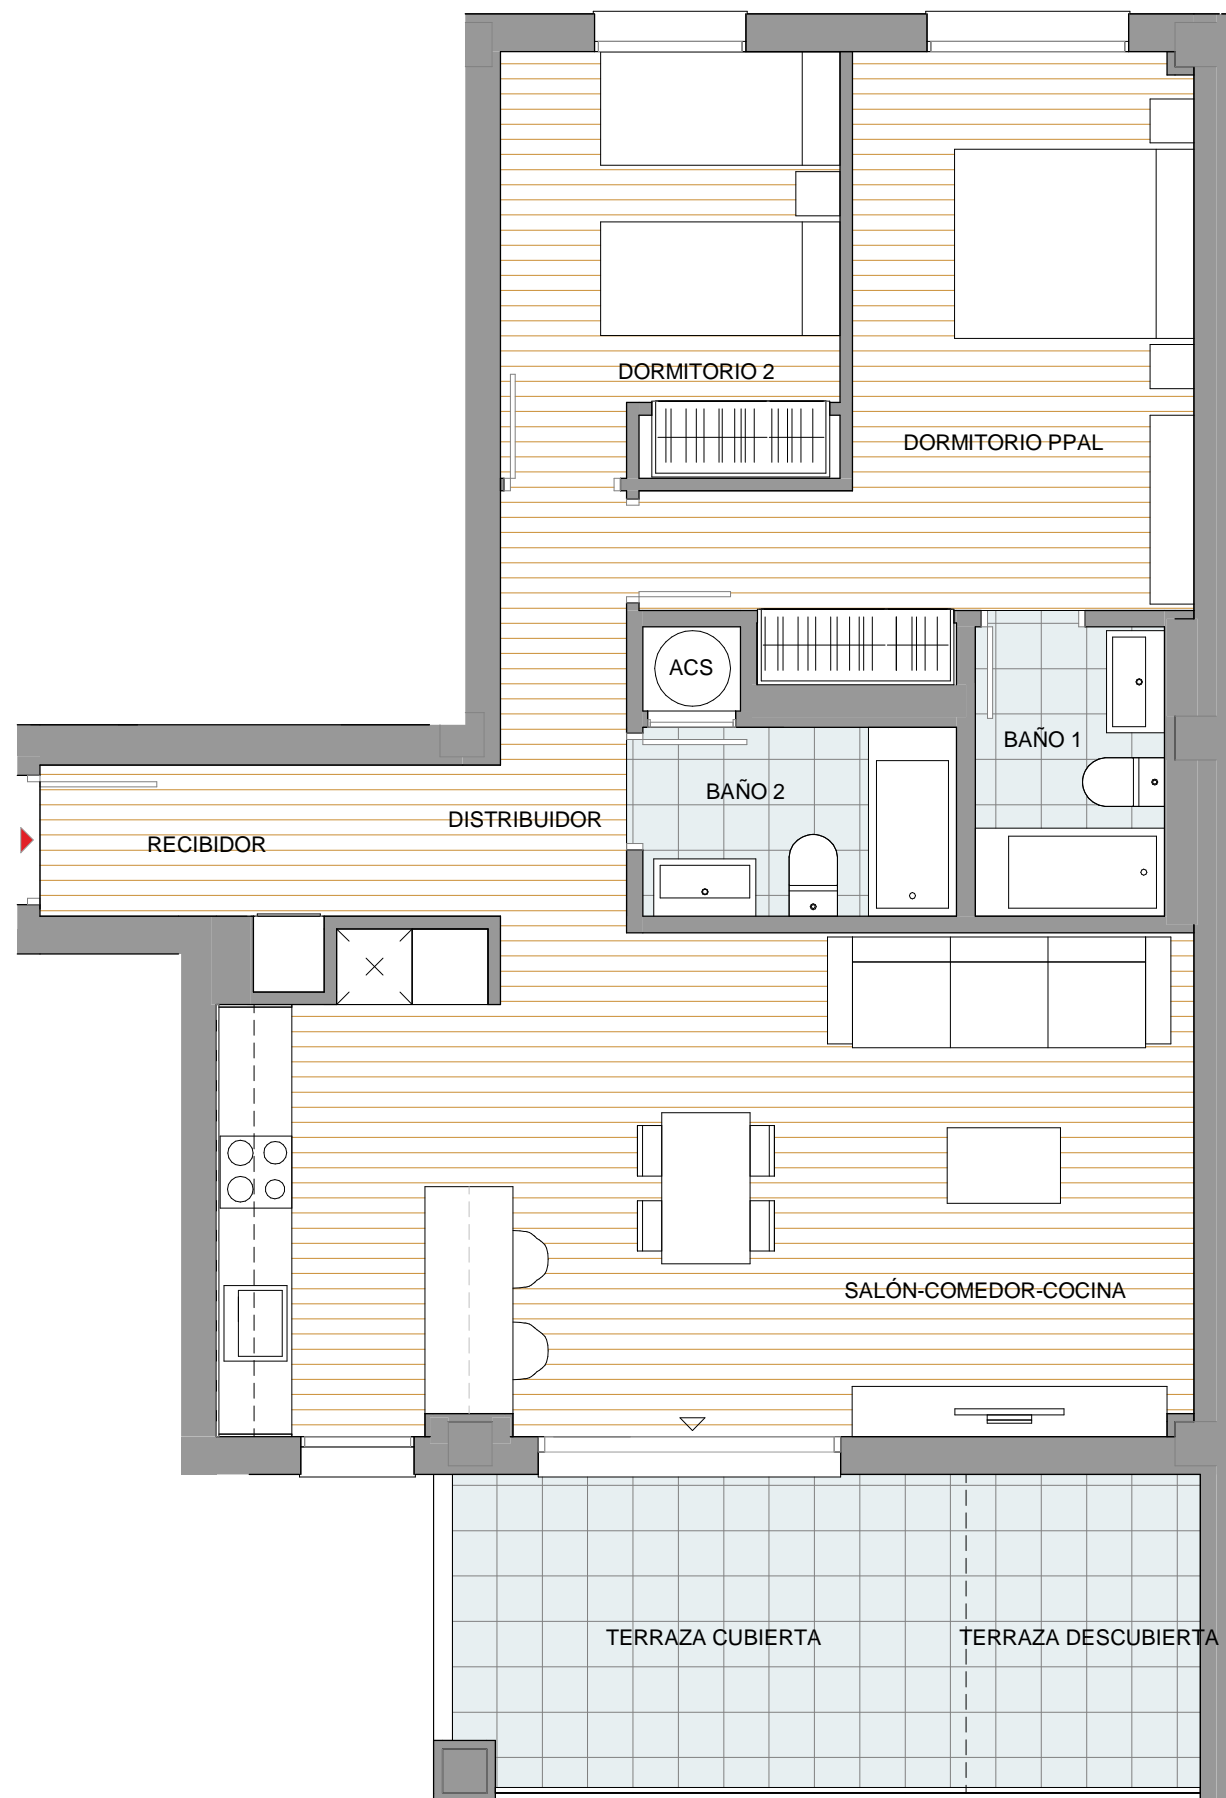 DORMITORIO 2
DORMITORIO PPAL
ACS
BAÑO 1
BAÑO 2
DISTRIBUIDOR
RECIBIDOR
SALÓN-COMEDOR-COCINA
TERRAZA CUBIERTA
TERRAZA DESCUBIERTA